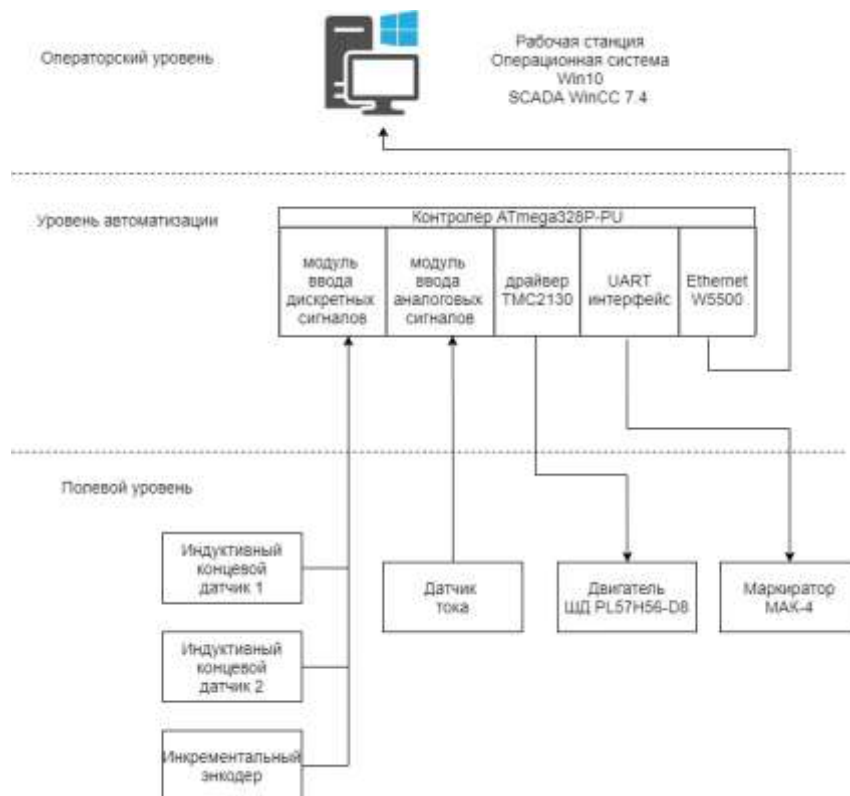 Операторский уровень
Рабочая станция
Операционная система
Win10
SCADA WinCC 7.4
Уровень автоматизации
Контролер ATmega328P-PU
модуль
ввода
дискретных
сигналов
модуль
ввода
аналоговых
сигналов
драйвер
TMC2130
UART
интерфейс
Ethernet
W5500
Полевой уровень
Индуктивный
концевой
датчик 1
Датчик
тока
Двигатель
ШД PL57H56-D8
Маркиратор
МАК-4
Индуктивный
концевой
датчик 2
Инкрементальный
энкодер